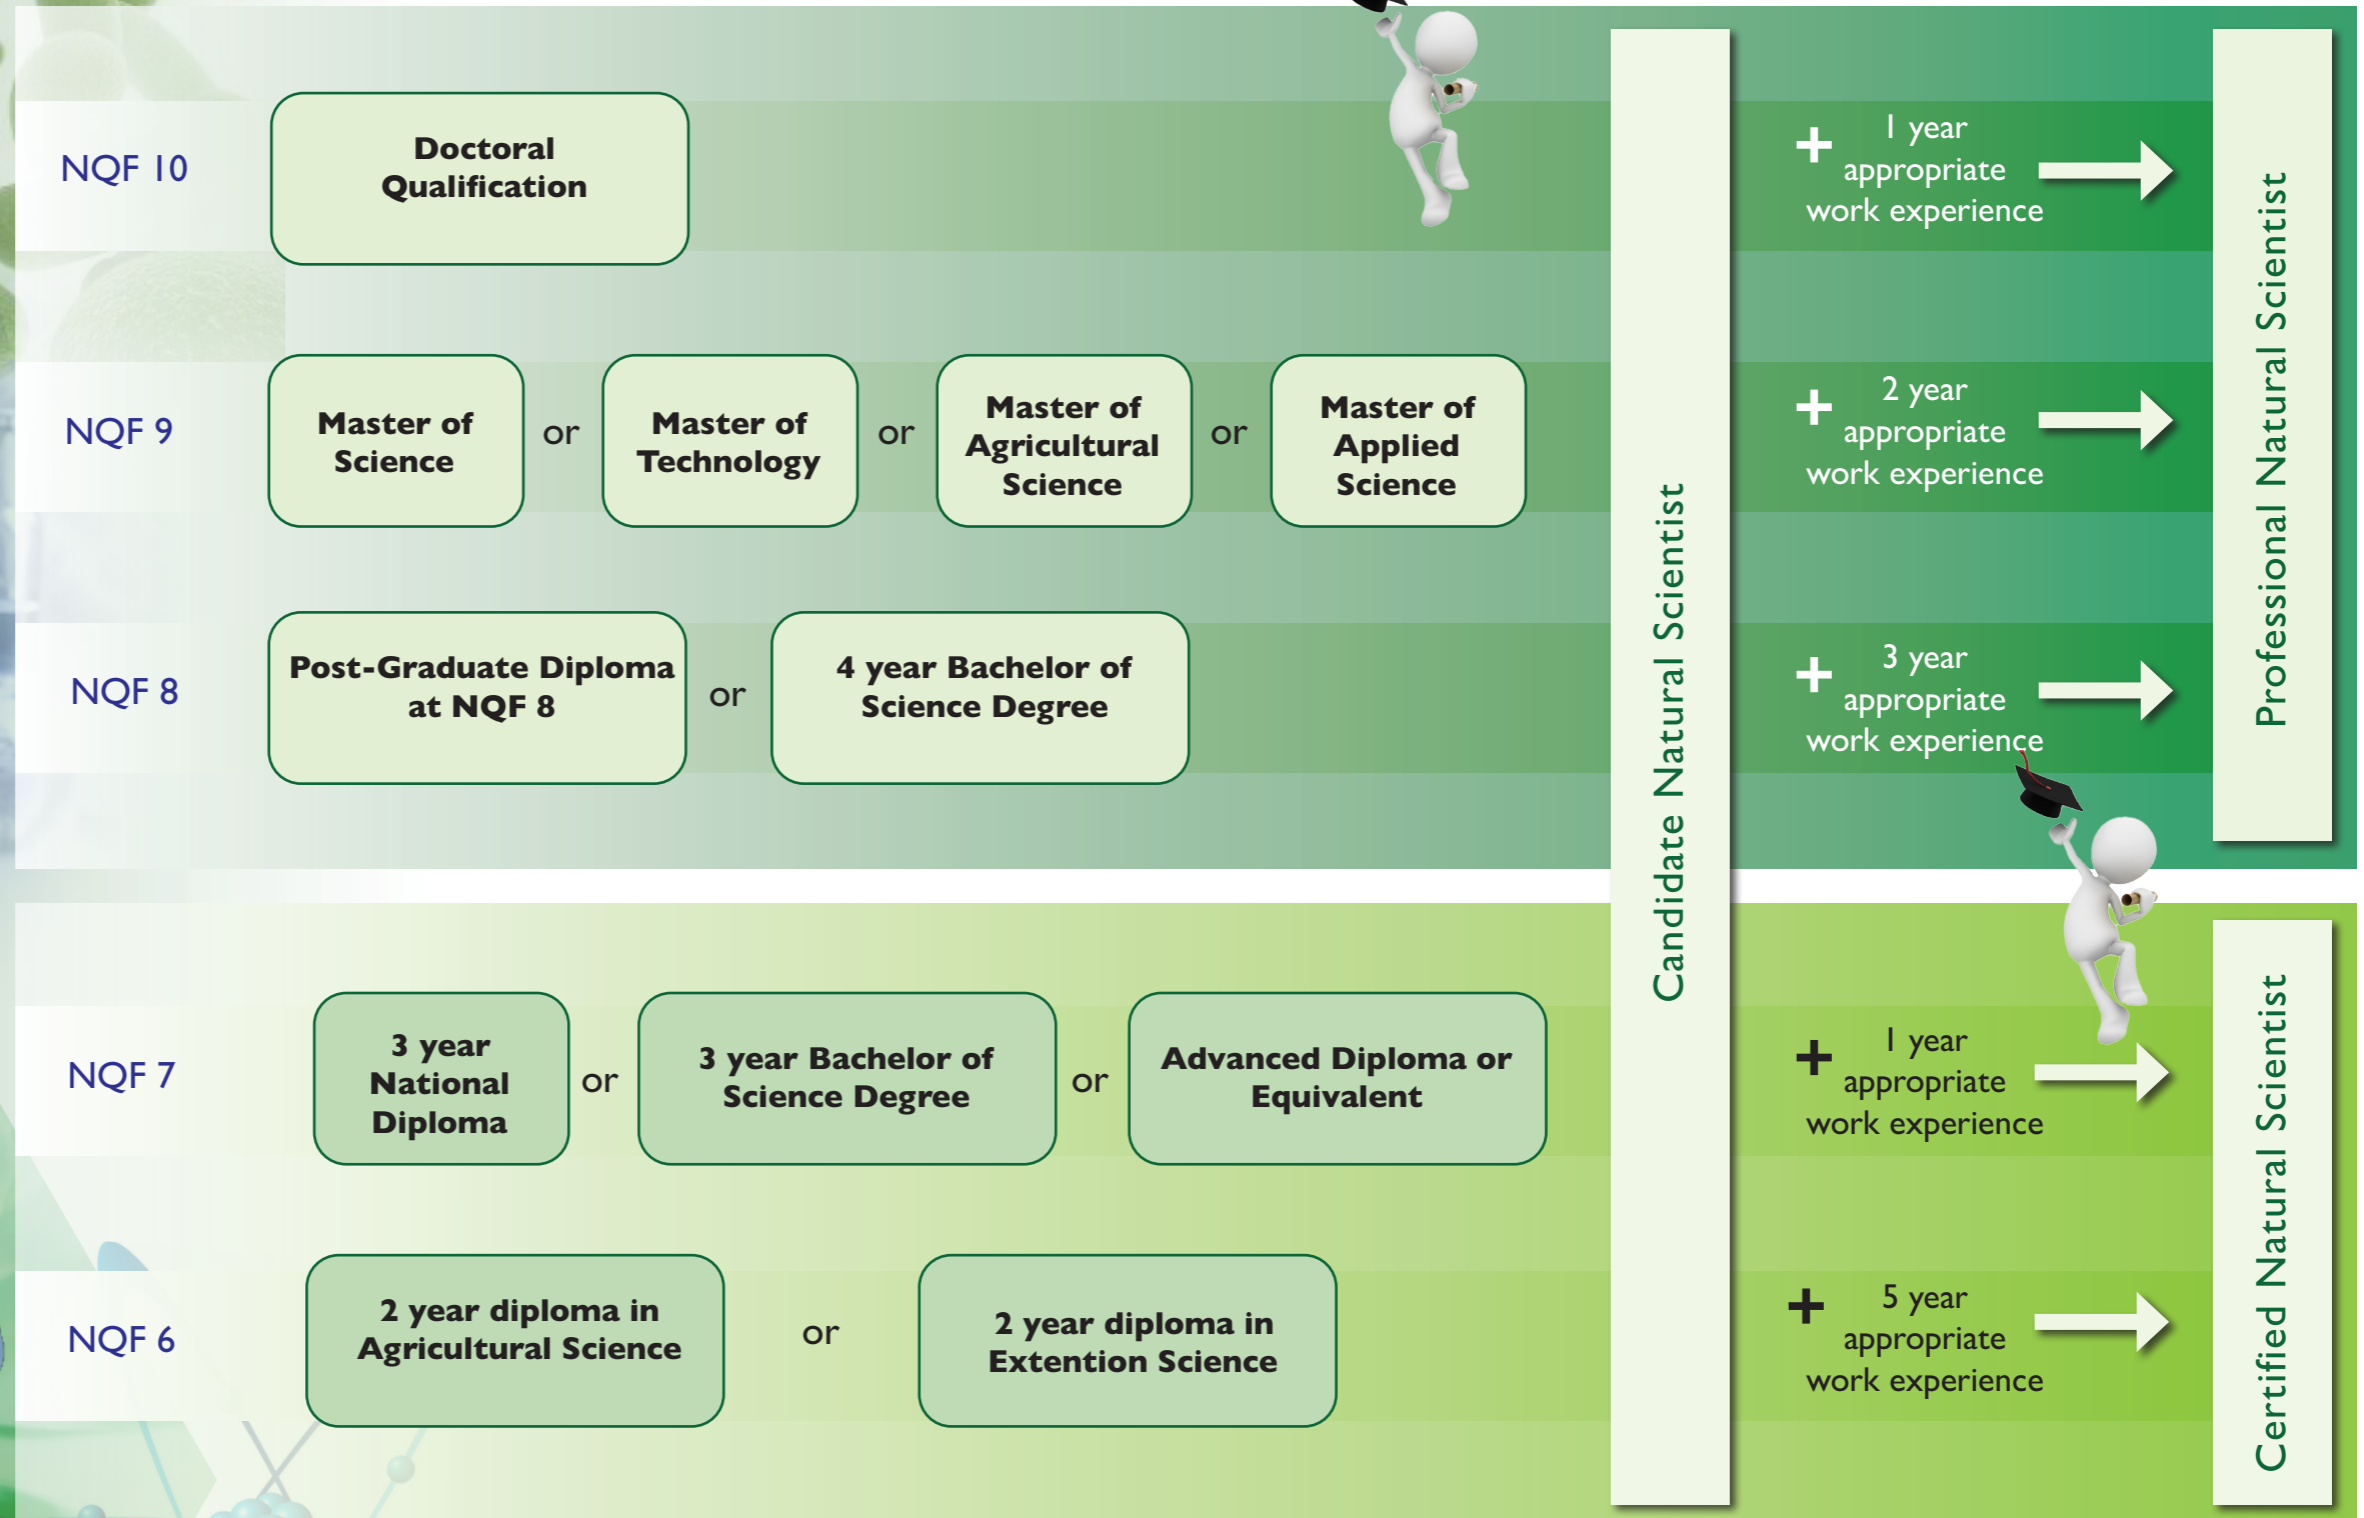 NQF 10
Doctoral
Qualification
+
1 year
appropriate
work experience
NQF 9
Master of
Science
or
Master of
Technology
or
Master of
Agricultural
Science
or
Master of
Applied
Science
+
2 year
appropriate
work experience
NQF 8
Post-Graduate Diploma
at NQF 8
or
4 year Bachelor of
Science Degree
+
3 year
appropriate
work experience
Candidate Natural Scientist
Professional Natural Scientist
NQF 7
3 year
National
Diploma
or
3 year Bachelor of
Science Degree
or
Advanced Diploma or
Equivalent
+
1 year
appropriate
work experience
NQF 6
2 year diploma in
Agricultural Science
or
2 year diploma in
Extention Science
+
5 year
appropriate
work experience
Certified Natural Scientist